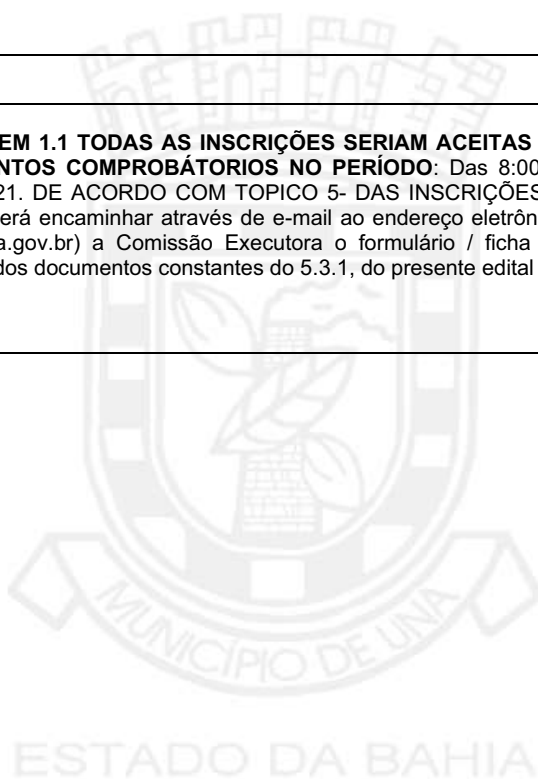 EM 1.1 TODAS AS INSCRIÇÕES SERIAM ACEITAS
NTOS COMPROBÁTORIOS NO PERÍODO: Das 8:00
21. DE ACORDO COM TOPICO 5- DAS INSCRIÇÕES
erá encaminhar através de e-mail ao endereço eletrôn
a.gov.br) a Comissão Executora o formulário / ficha
dos documentos constantes do 5.3.1, do presente edital
MUNICÍPIO DE UNA
ESTADO DA BAHIA